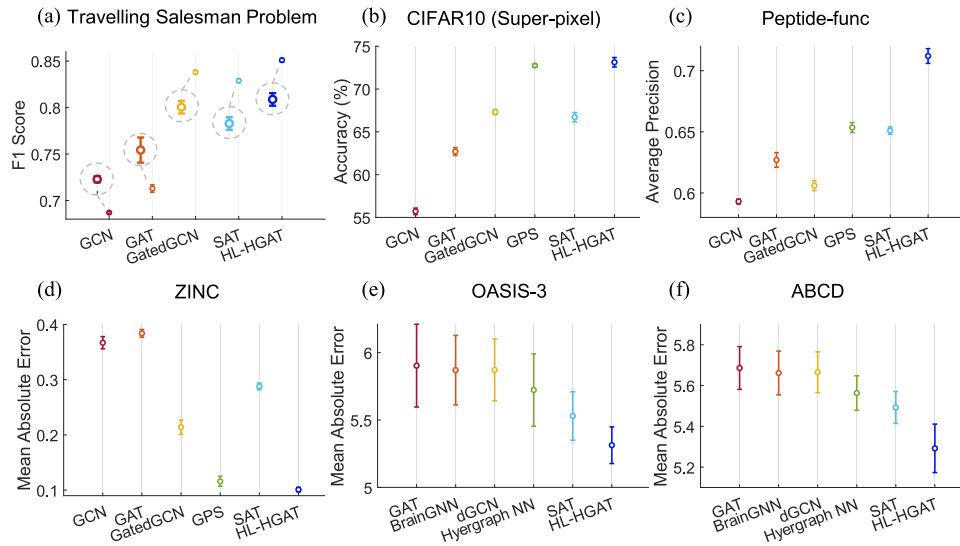 (a) Travelling Salesman Problem
F1 Score
0.85
0.8
0.75
0.7
GCN
GAT
GatedGCN
SAT
HL-HGAT
(b) CIFAR10 (Super-pixel)
Accuracy (%)
75
70
65
60
55
GCN
GAT
GatedGCN
GPS
SAT
HL-HGAT
(c) Peptide-func
Average Precision
0.7
0.65
0.6
GCN
GAT
GatedGCN
GPS
SAT
HL-HGAT
(d) ZINC
Mean Absolute Error
0.4
0.3
0.2
0.1
GCN
GAT
GatedGCN
GPS
SAT
HL-HGAT
(e) OASIS-3
Mean Absolute Error
6
5.5
5
GAT
BrainGNN
dGCN
Hyergraph NN
SAT
HL-HGAT
(f) ABCD
Mean Absolute Error
5.8
5.6
5.4
5.2
GAT
BrainGNN
dGCN
Hyergraph NN
SAT
HL-HGAT